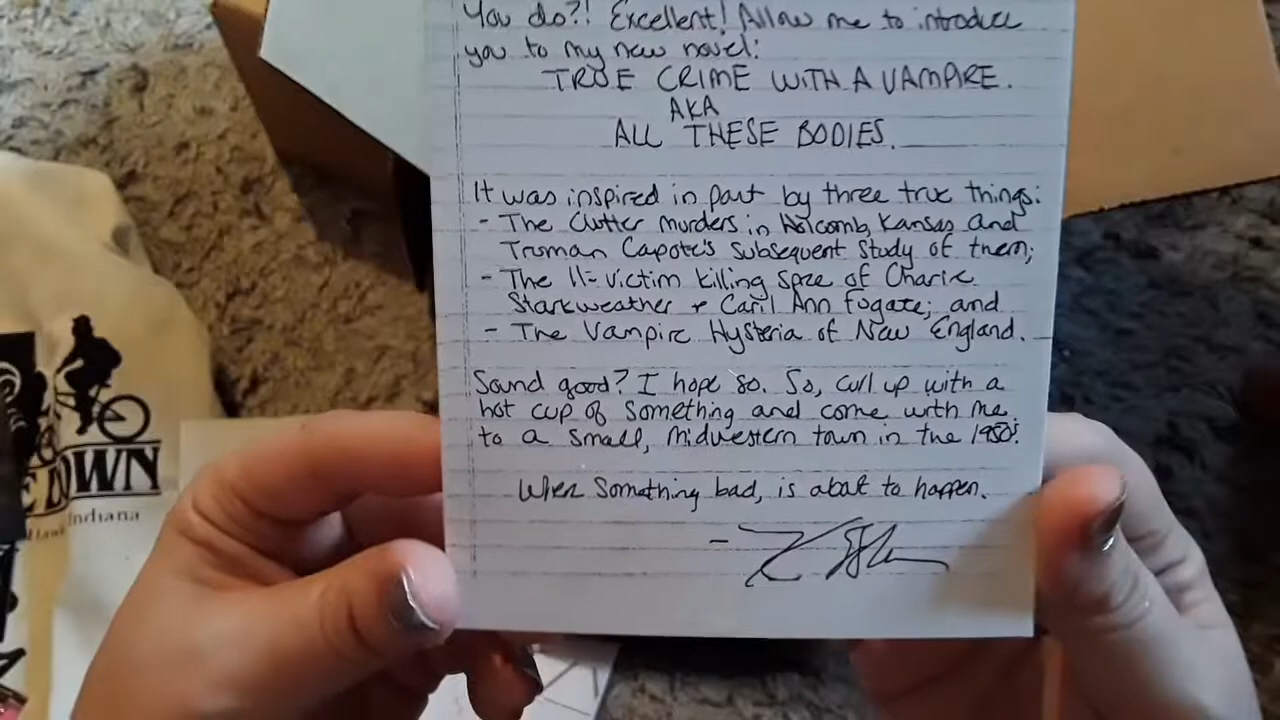 You do?! Excellent! Allow me to introduce
you to my new novel:
TRUE CRIME WITH A VAMPIRE.
AKA
ALL THESE BODIES.
It was inspired in part by three true things:
- The Clutter murders in Holcomb, Kansas and
Truman Capote's subsequent study of them;
- The 11-victim killing spree of Charlie
Starkweather + Caril Ann Fugate; and
- The Vampire Hysteria of New England.
Sound good? I hope so. So, curl up with a
hot cup of something and come with me
to a small, midwestern town in the 1950s.
When something bad, is about to happen.
OWN
Indiana